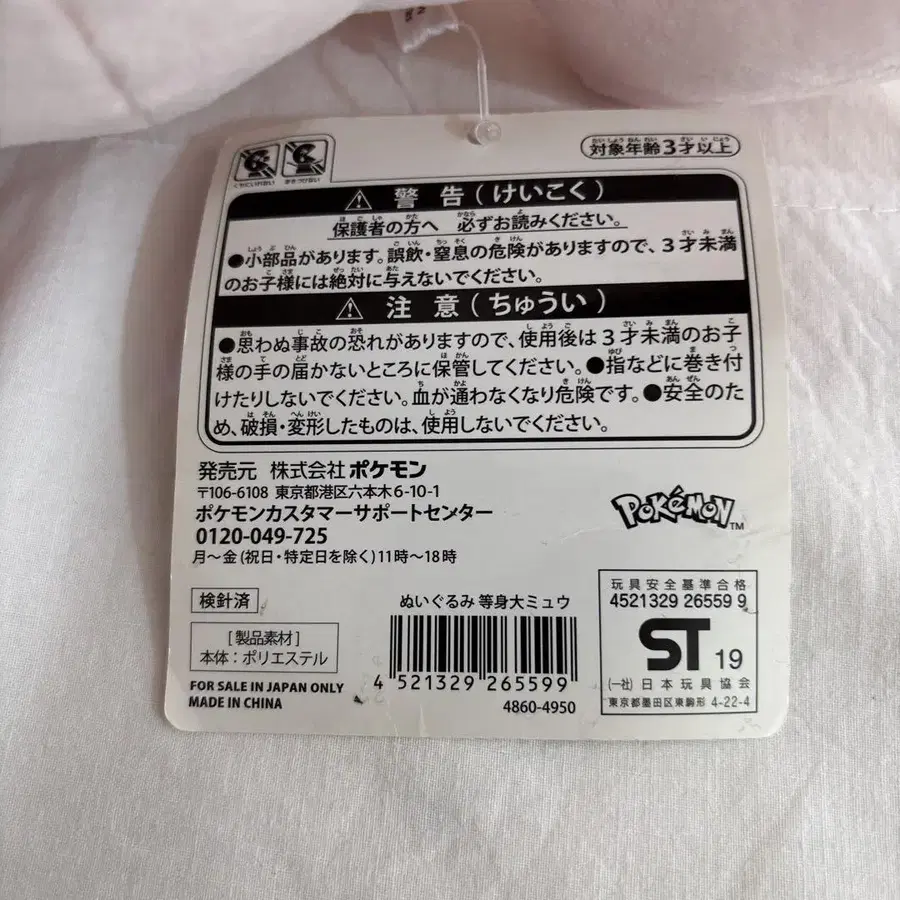 くちにいれない
まきつけない
対象年齢3才以上
⚠ 警告(けいこく)
保護者の方へ 必ずお読みください。
●小部品があります。誤飲・窒息の危険がありますので、3才未満
のお子様には絶対に与えないでください。
⚠ 注意(ちゅうい)
●思わぬ事故の恐れがありますので、使用後は3才未満のお子
様の手の届かないところに保管してください。●指などに巻き付
けたりしないでください。血が通わなくなり危険です。●安全のた
め、破損・変形したものは、使用しないでください。
発売元 株式会社ポケモン
〒106-6108 東京都港区六本木6-10-1
ポケモンカスタマーサポートセンター
0120-049-725
月〜金(祝日・特定日を除く)11時〜18時
POKéMON™
検針済
[製品素材]
本体:ポリエステル
FOR SALE IN JAPAN ONLY
MADE IN CHINA
ぬいぐるみ 等身大ミュウ
4 521329 265599
4860-4950
玩具安全基準合格
4521329 26559 9
ST 19
(一社)日本玩具協会
東京都墨田区東駒形 4-22-4